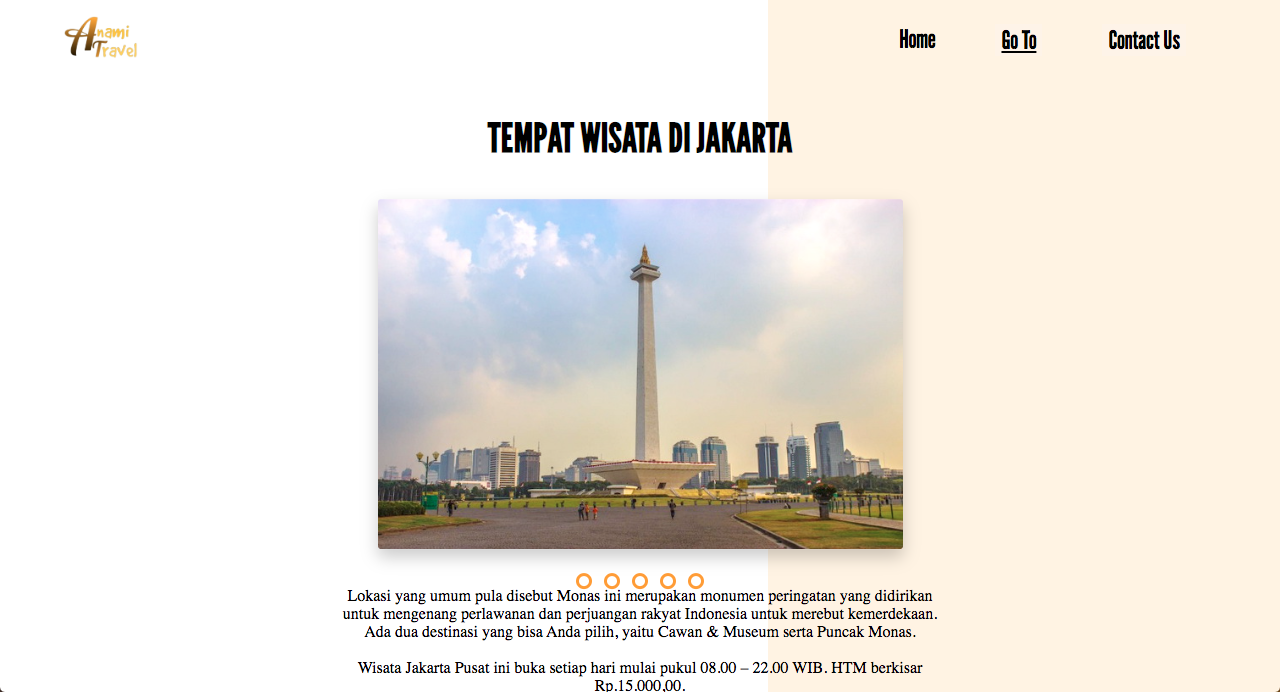 Anami
Travel
Home
Go To
Contact Us
TEMPAT WISATA DI JAKARTA
Lokasi yang umum pula disebut Monas ini merupakan monumen peringatan yang didirikan
untuk mengenang perlawanan dan perjuangan rakyat Indonesia untuk merebut kemerdekaan.
Ada dua destinasi yang bisa Anda pilih, yaitu Cawan & Museum serta Puncak Monas.
Wisata Jakarta Pusat ini buka setiap hari mulai pukul 08.00 – 22.00 WIB. HTM berkisar
Rp.15.000,00.